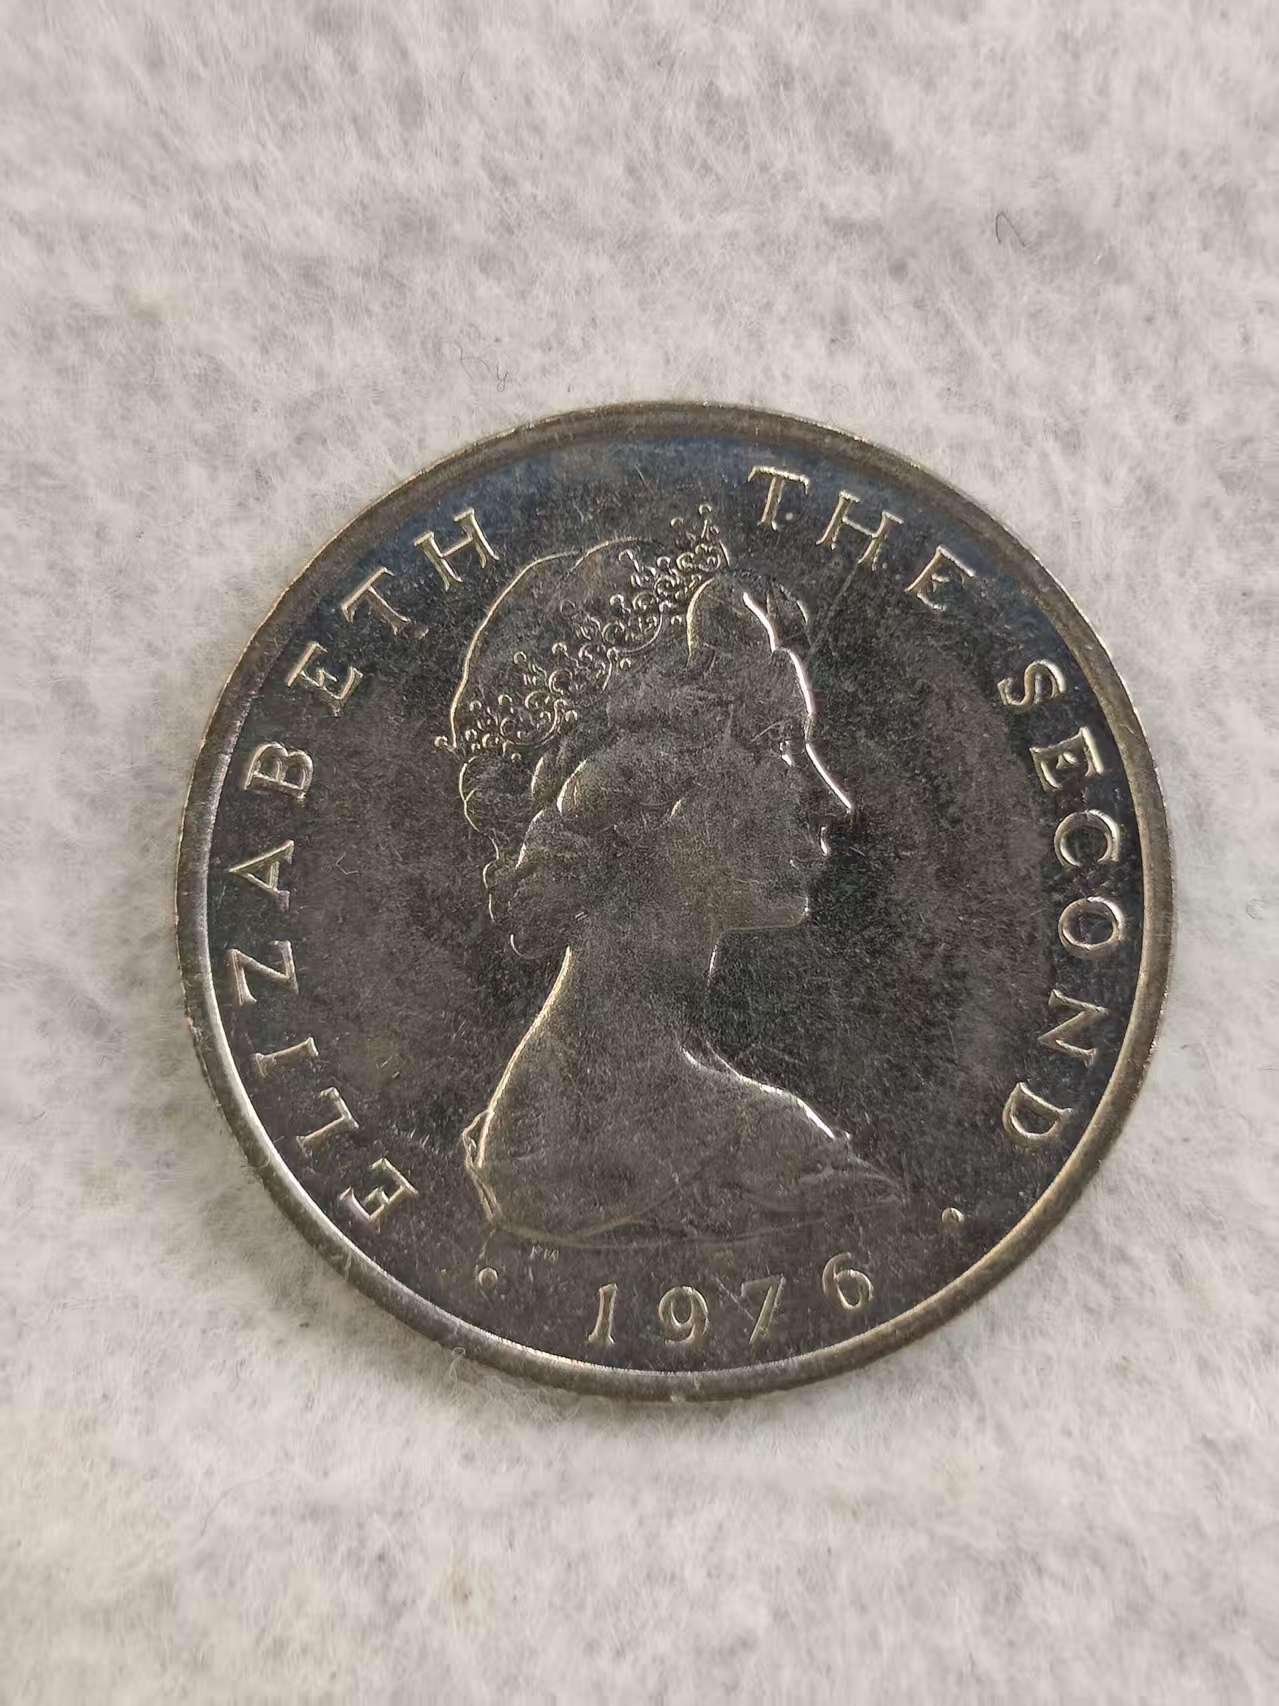 ELIZABETH THE SECOND
· 1976 ·